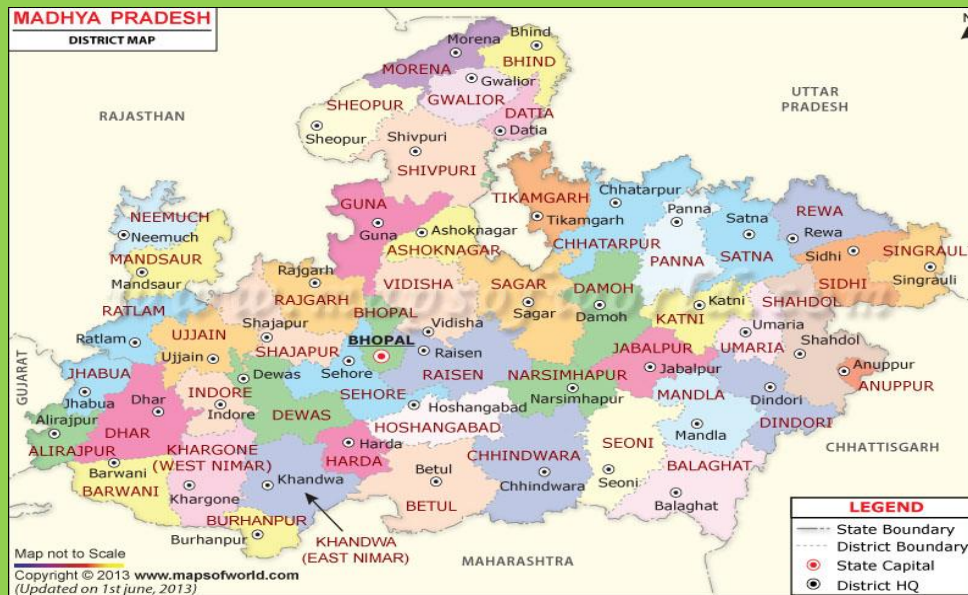 MADHYA PRADESH
DISTRICT MAP
N
RAJASTHAN
UTTAR
PRADESH
GUJARAT
CHHATTISGARH
MAHARASHTRA
Morena
MORENA
Bhind
BHIND
Gwalior
GWALIOR
SHEOPUR
Sheopur
DATIA
Datia
Shivpuri
SHIVPURI
NEEMUCH
Neemuch
MANDSAUR
Mandsaur
GUNA
Guna
Ashoknagar
ASHOKNAGAR
TIKAMGARH
Tikamgarh
Chhatarpur
CHHATARPUR
Panna
PANNA
Satna
SATNA
REWA
Rewa
Sidhi
SIDHI
SINGRAULI
Singrauli
RATLAM
Ratlam
UJJAIN
Ujjain
Rajgarh
RAJGARH
Shajapur
SHAJAPUR
VIDISHA
Vidisha
BHOPAL
BHOPAL
SAGAR
Sagar
DAMOH
Damoh
Katni
KATNI
SHAHDOL
Shahdol
Umaria
UMARIA
Anuppur
ANUPPUR
JHABUA
Jhabua
Alirajpur
ALIRAJPUR
Dhar
DHAR
INDORE
Indore
Dewas
DEWAS
Sehore
SEHORE
Raisen
RAISEN
NARSIMHAPUR
Narsimhapur
JABALPUR
Jabalpur
MANDLA
Mandla
Dindori
DINDORI
Hoshangabad
HOSHANGABAD
Harda
HARDA
KHARGONE
(WEST NIMAR)
Khargone
Barwani
BARWANI
Khandwa
KHANDWA
(EAST NIMAR)
BURHANPUR
Burhanpur
Betul
BETUL
CHHINDWARA
Chhindwara
SEONI
Seoni
BALAGHAT
Balaghat
www.mapsofworld.com
Map not to Scale
Copyright © 2013 www.mapsofworld.com
(Updated on 1st june, 2013)
LEGEND
State Boundary
District Boundary
State Capital
District HQ